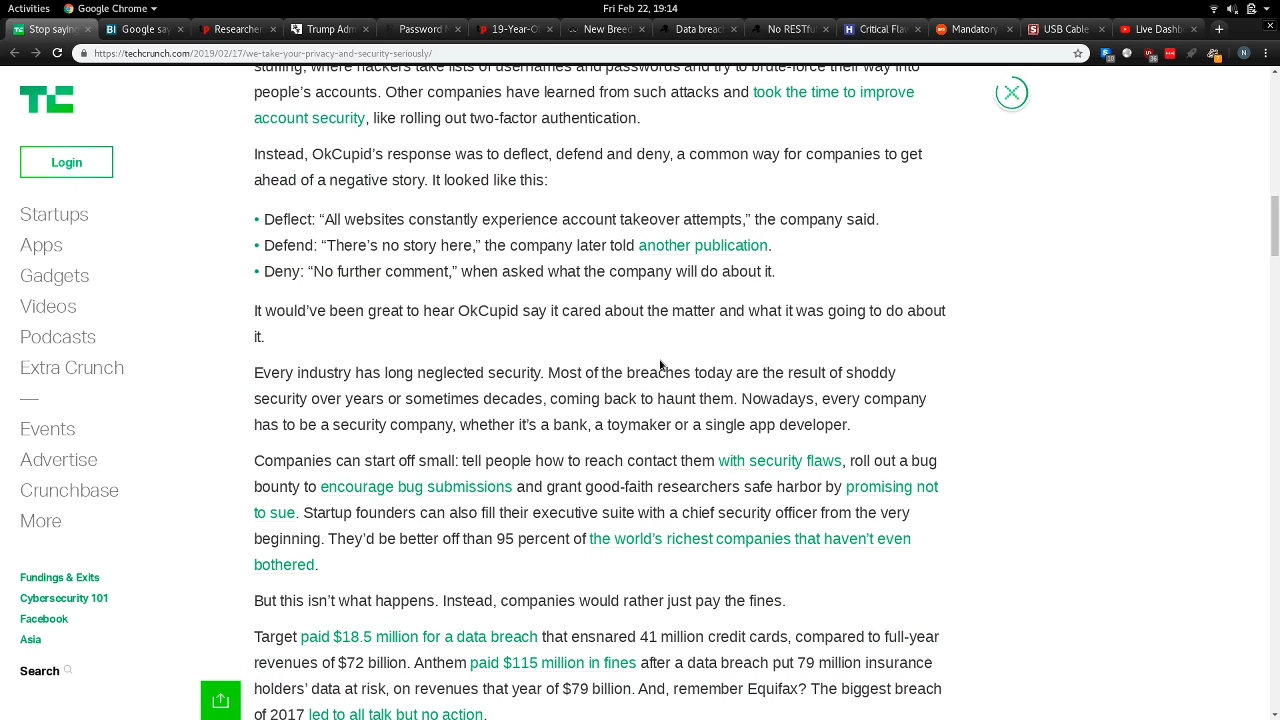 Activities Google Chrome Fri Feb 22, 19:14
Stop saying Google say Researcher Trump Adm Password M 19-Year-Ol New Breed Data breac No RESTfu Critical Flaw Mandatory USB Cable Live Dashbo
https://techcrunch.com/2019/02/17/we-take-your-privacy-and-security-seriously/
TC
Login
Startups
Apps
Gadgets
Videos
Podcasts
Extra Crunch
Events
Advertise
Crunchbase
More
Fundings & Exits
Cybersecurity 101
Facebook
Asia
Search
stuffing, where hackers take lists of usernames and passwords and try to brute-force their way into
people’s accounts. Other companies have learned from such attacks and took the time to improve
account security, like rolling out two-factor authentication.
Instead, OkCupid’s response was to deflect, defend and deny, a common way for companies to get
ahead of a negative story. It looked like this:
• Deflect: “All websites constantly experience account takeover attempts,” the company said.
• Defend: “There’s no story here,” the company later told another publication.
• Deny: “No further comment,” when asked what the company will do about it.
It would’ve been great to hear OkCupid say it cared about the matter and what it was going to do about
it.
Every industry has long neglected security. Most of the breaches today are the result of shoddy
security over years or sometimes decades, coming back to haunt them. Nowadays, every company
has to be a security company, whether it’s a bank, a toymaker or a single app developer.
Companies can start off small: tell people how to reach contact them with security flaws, roll out a bug
bounty to encourage bug submissions and grant good-faith researchers safe harbor by promising not
to sue. Startup founders can also fill their executive suite with a chief security officer from the very
beginning. They’d be better off than 95 percent of the world’s richest companies that haven’t even
bothered.
But this isn’t what happens. Instead, companies would rather just pay the fines.
Target paid $18.5 million for a data breach that ensnared 41 million credit cards, compared to full-year
revenues of $72 billion. Anthem paid $115 million in fines after a data breach put 79 million insurance
holders’ data at risk, on revenues that year of $79 billion. And, remember Equifax? The biggest breach
of 2017 led to all talk but no action.